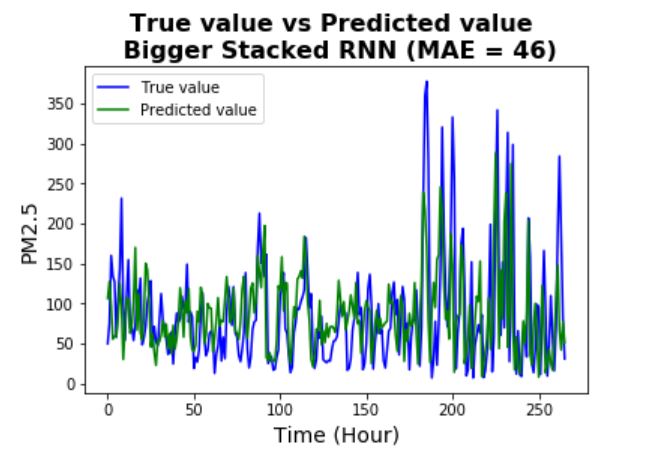 True value vs Predicted value
Bigger Stacked RNN (MAE = 46)
True value
Predicted value
PM2.5
350
300
250
200
150
100
50
0
0 50 100 150 200 250
Time (Hour)